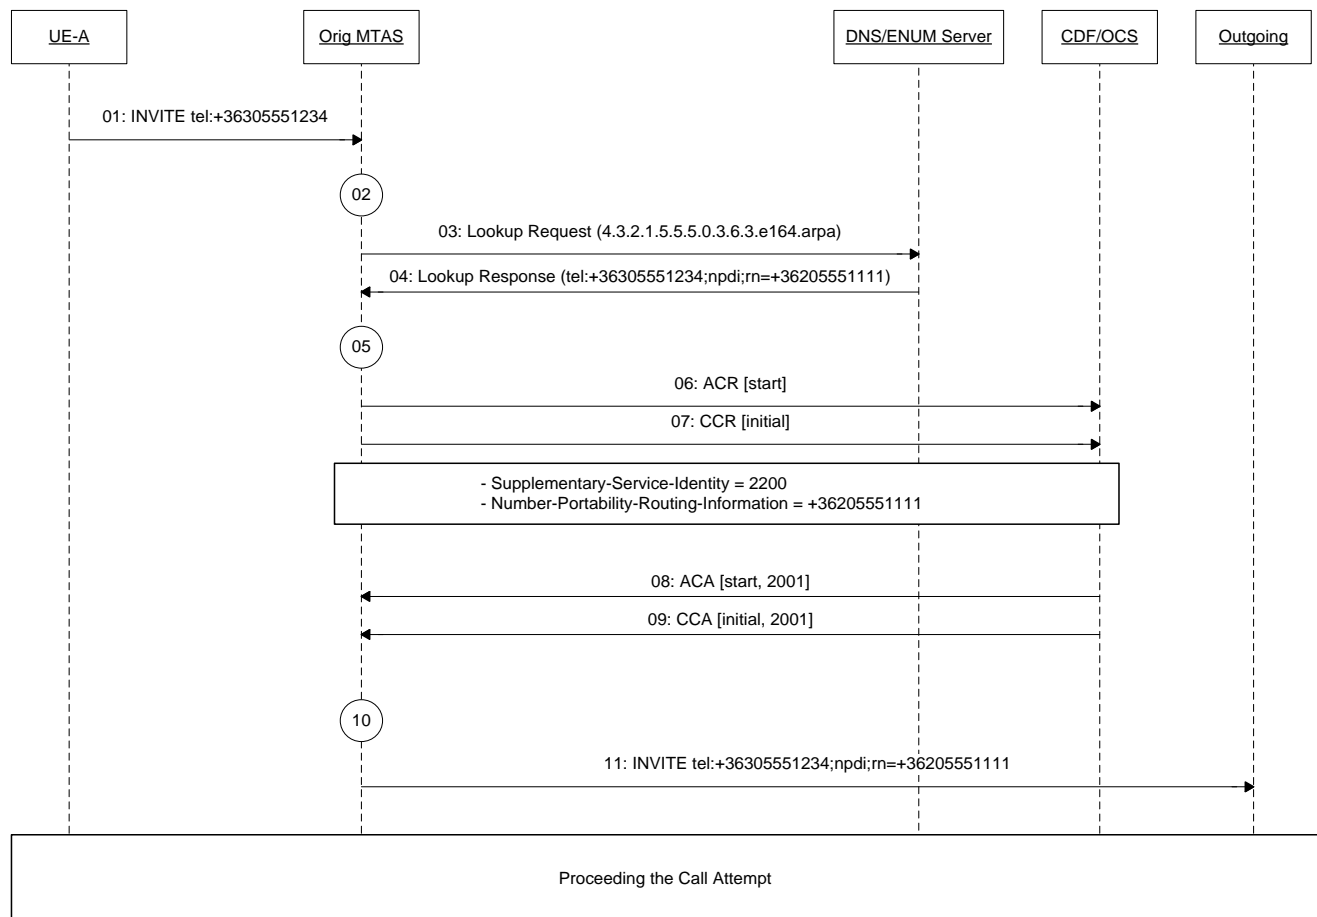 UE-A
Orig MTAS
DNS/ENUM Server
CDF/OCS
Outgoing
01: INVITE tel:+36305551234
02
03: Lookup Request (4.3.2.1.5.5.5.0.3.6.3.e164.arpa)
04: Lookup Response (tel:+36305551234;npdi;rn=+36205551111)
05
06: ACR [start]
07: CCR [initial]
- Supplementary-Service-Identity = 2200
- Number-Portability-Routing-Information = +36205551111
08: ACA [start, 2001]
09: CCA [initial, 2001]
10
11: INVITE tel:+36305551234;npdi;rn=+36205551111
Proceeding the Call Attempt